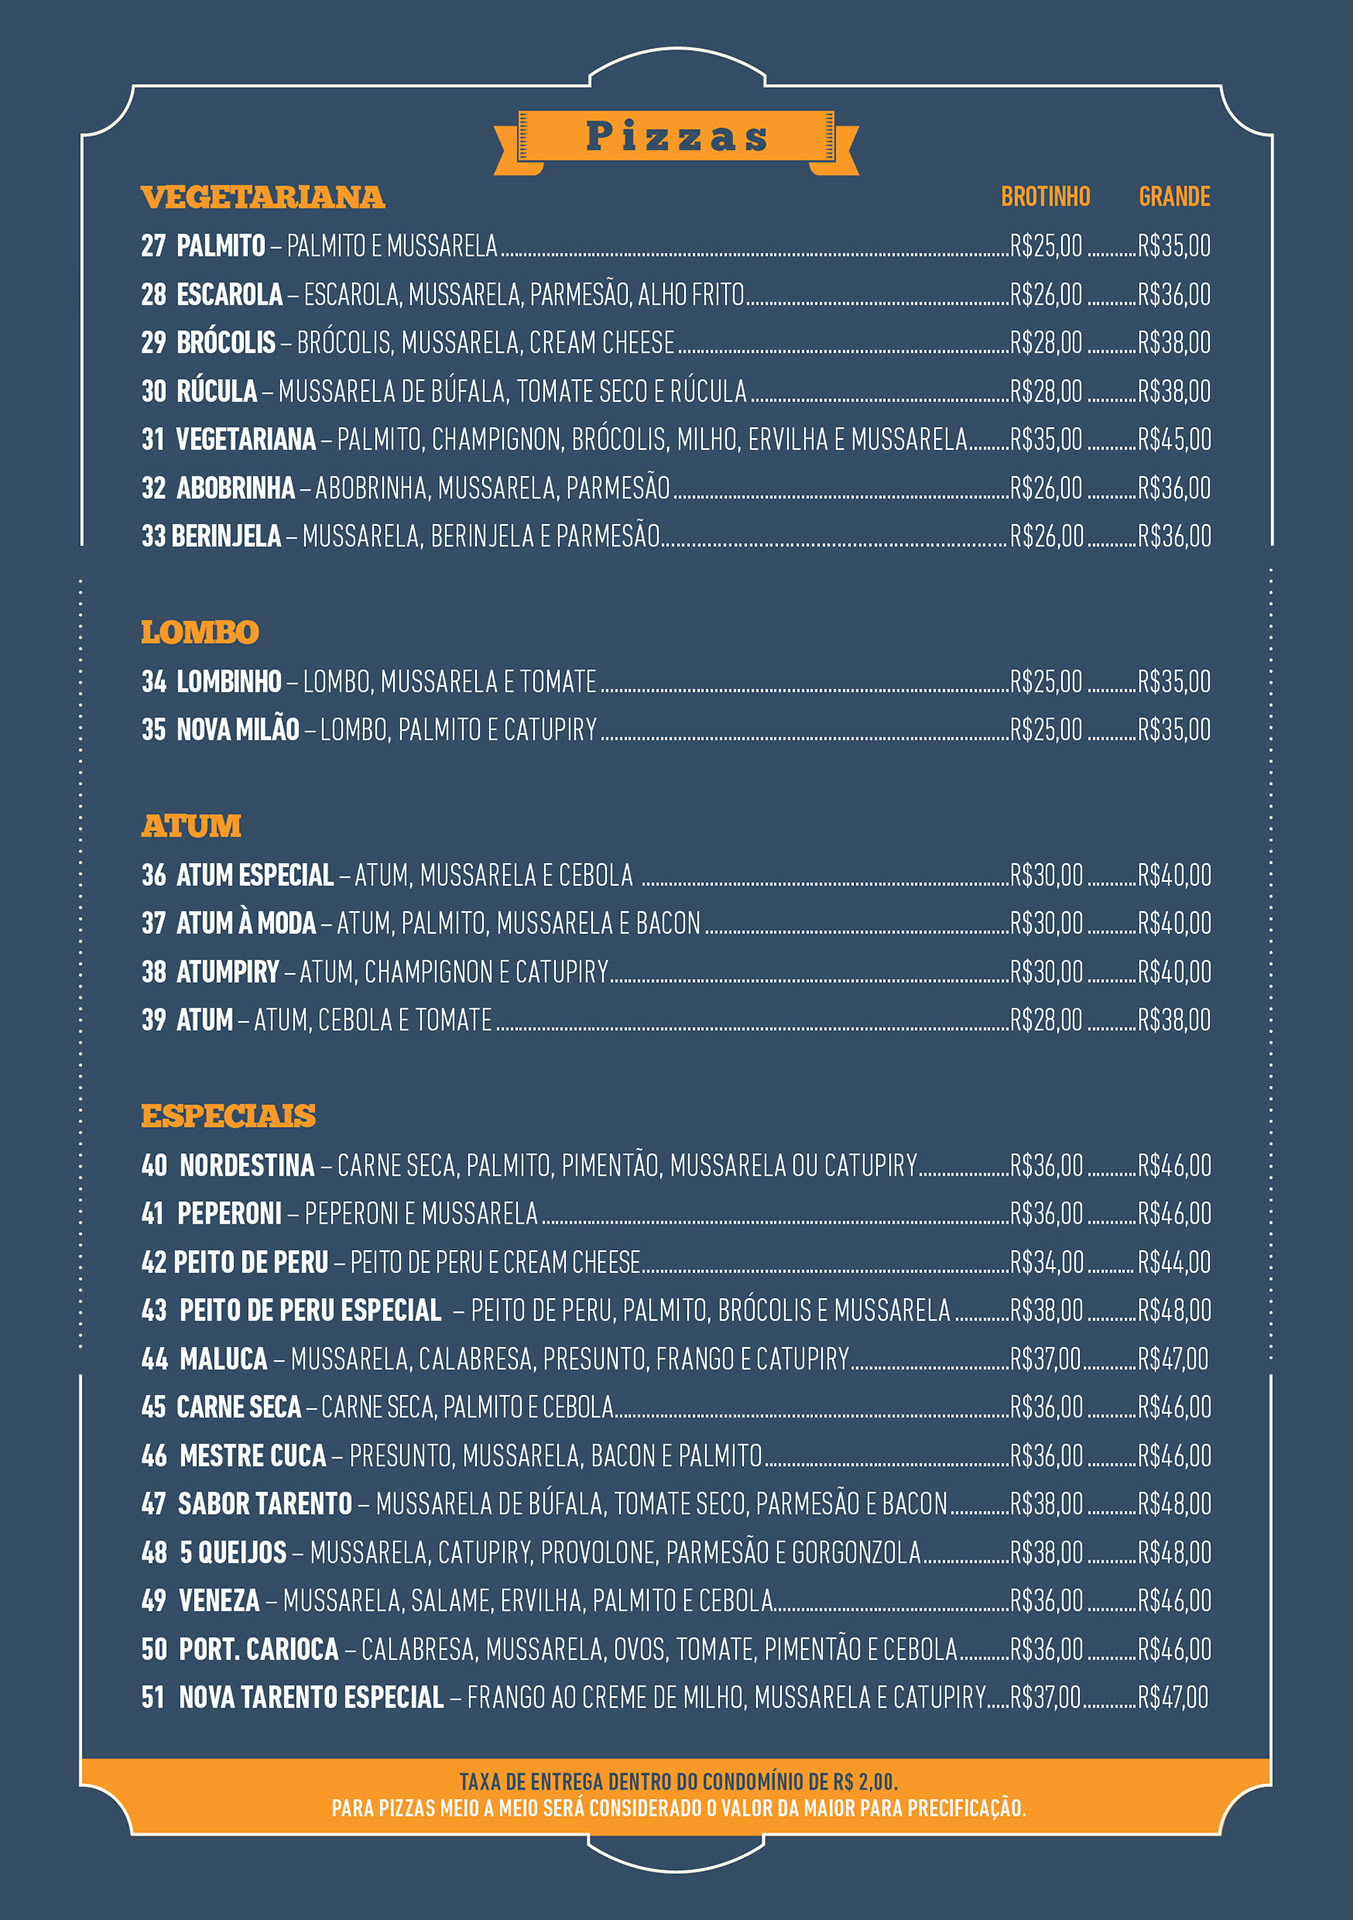 Pizzas
VEGETARIANA BROTINHO GRANDE
27 PALMITO – PALMITO E MUSSARELA R$25,00 R$35,00
28 ESCAROLA – ESCAROLA, MUSSARELA, PARMESÃO, ALHO FRITO R$26,00 R$36,00
29 BRÓCOLIS – BRÓCOLIS, MUSSARELA, CREAM CHEESE R$28,00 R$38,00
30 RÚCULA – MUSSARELA DE BÚFALA, TOMATE SECO E RÚCULA R$28,00 R$38,00
31 VEGETARIANA – PALMITO, CHAMPIGNON, BRÓCOLIS, MILHO, ERVILHA E MUSSARELA R$35,00 R$45,00
32 ABOBRINHA – ABOBRINHA, MUSSARELA, PARMESÃO R$26,00 R$36,00
33 BERINJELA – MUSSARELA, BERINJELA E PARMESÃO R$26,00 R$36,00
LOMBO
34 LOMBINHO – LOMBO, MUSSARELA E TOMATE R$25,00 R$35,00
35 NOVA MILÃO – LOMBO, PALMITO E CATUPIRY R$25,00 R$35,00
ATUM
36 ATUM ESPECIAL – ATUM, MUSSARELA E CEBOLA R$30,00 R$40,00
37 ATUM À MODA – ATUM, PALMITO, MUSSARELA E BACON R$30,00 R$40,00
38 ATUMPIRY – ATUM, CHAMPIGNON E CATUPIRY R$30,00 R$40,00
39 ATUM – ATUM, CEBOLA E TOMATE R$28,00 R$38,00
ESPECIAIS
40 NORDESTINA – CARNE SECA, PALMITO, PIMENTÃO, MUSSARELA OU CATUPIRY R$36,00 R$46,00
41 PEPERONI – PEPERONI E MUSSARELA R$36,00 R$46,00
42 PEITO DE PERU – PEITO DE PERU E CREAM CHEESE R$34,00 R$44,00
43 PEITO DE PERU ESPECIAL – PEITO DE PERU, PALMITO, BRÓCOLIS E MUSSARELA R$38,00 R$48,00
44 MALUCA – MUSSARELA, CALABRESA, PRESUNTO, FRANGO E CATUPIRY R$37,00 R$47,00
45 CARNE SECA – CARNE SECA, PALMITO E CEBOLA R$36,00 R$46,00
46 MESTRE CUCA – PRESUNTO, MUSSARELA, BACON E PALMITO R$36,00 R$46,00
47 SABOR TARENTO – MUSSARELA DE BÚFALA, TOMATE SECO, PARMESÃO E BACON R$38,00 R$48,00
48 5 QUEIJOS – MUSSARELA, CATUPIRY, PROVOLONE, PARMESÃO E GORGONZOLA R$38,00 R$48,00
49 VENEZA – MUSSARELA, SALAME, ERVILHA, PALMITO E CEBOLA R$36,00 R$46,00
50 PORT. CARIOCA – CALABRESA, MUSSARELA, OVOS, TOMATE, PIMENTÃO E CEBOLA R$36,00 R$46,00
51 NOVA TARENTO ESPECIAL – FRANGO AO CREME DE MILHO, MUSSARELA E CATUPIRY R$37,00 R$47,00
TAXA DE ENTREGA DENTRO DO CONDOMÍNIO DE R$ 2,00.
PARA PIZZAS MEIO A MEIO SERÁ CONSIDERADO O VALOR DA MAIOR PARA PRECIFICAÇÃO.